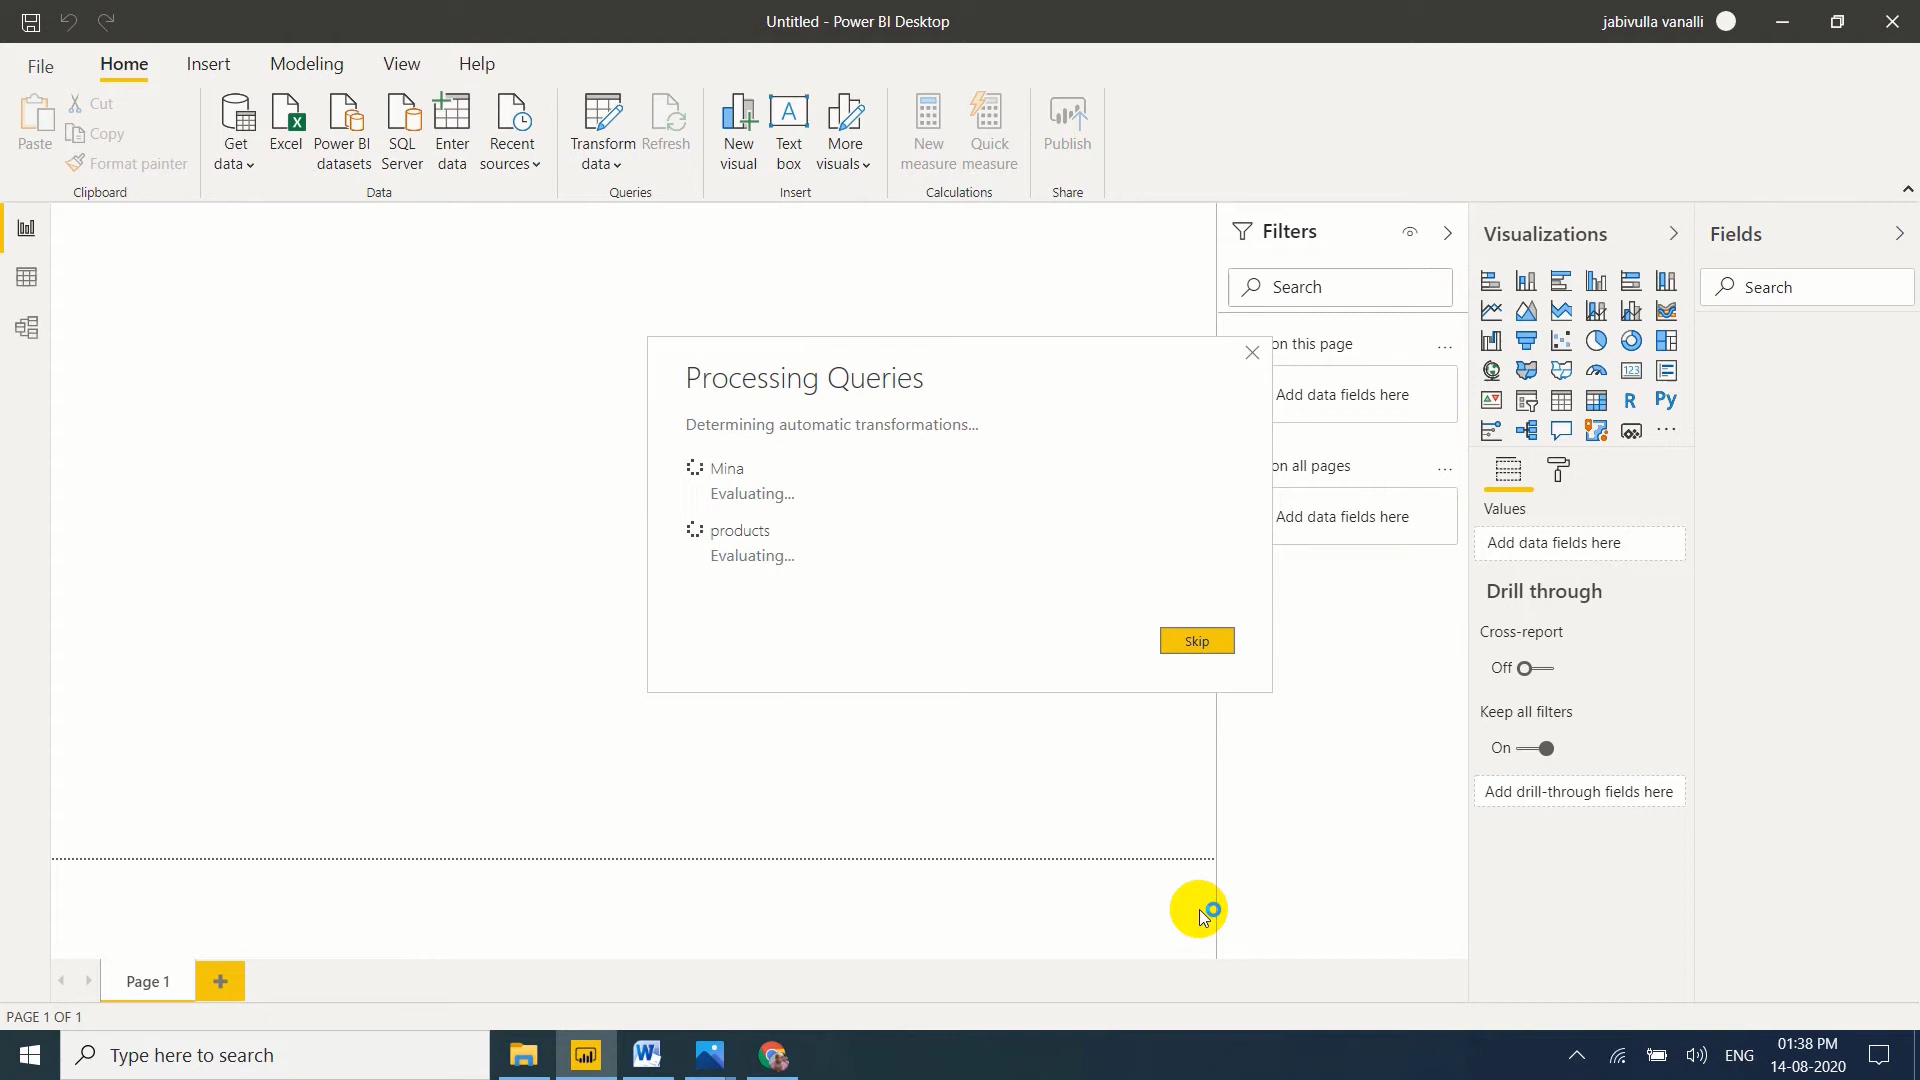 Untitled - Power BI Desktop
jabivulla vanalli
File
Home
Insert
Modeling
View
Help
Paste
Cut
Copy
Format painter
Clipboard
Get data
Excel
Power BI datasets
SQL Server
Enter data
Recent sources
Data
Transform data
Refresh
Queries
New visual
Text box
More visuals
Insert
New measure
Quick measure
Calculations
Publish
Share
Filters
Search
on this page
...
Add data fields here
on all pages
...
Add data fields here
Visualizations
123
R
Py
...
Values
Add data fields here
Drill through
Cross-report
Off
Keep all filters
On
Add drill-through fields here
Fields
Search
Processing Queries
Determining automatic transformations...
Mina
Evaluating...
products
Evaluating...
Skip
Page 1
PAGE 1 OF 1
Type here to search
ENG
01:38 PM
14-08-2020